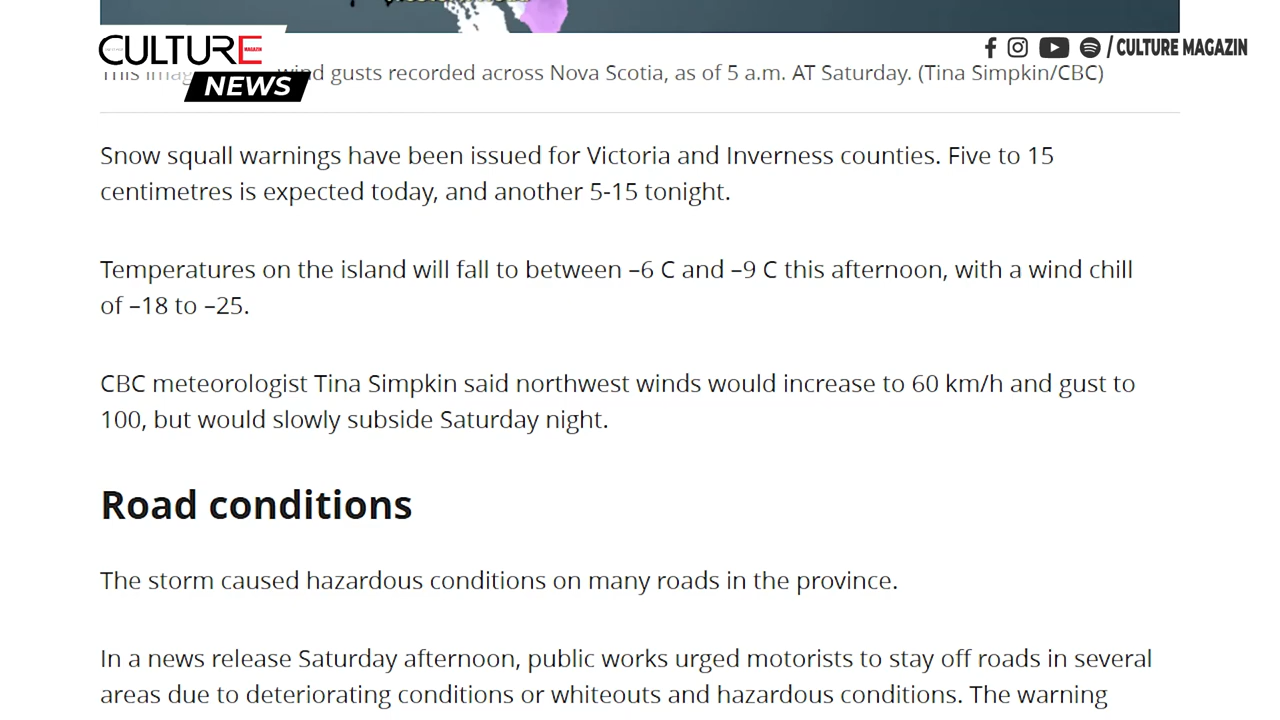 CULTURE
MAGAZIN
NEWS
/ CULTURE MAGAZIN
This wind gusts recorded across Nova Scotia, as of 5 a.m. AT Saturday. (Tina Simpkin/CBC)
Snow squall warnings have been issued for Victoria and Inverness counties. Five to 15
centimetres is expected today, and another 5-15 tonight.
Temperatures on the island will fall to between –6 C and –9 C this afternoon, with a wind chill
of –18 to –25.
CBC meteorologist Tina Simpkin said northwest winds would increase to 60 km/h and gust to
100, but would slowly subside Saturday night.
Road conditions
The storm caused hazardous conditions on many roads in the province.
In a news release Saturday afternoon, public works urged motorists to stay off roads in several
areas due to deteriorating conditions or whiteouts and hazardous conditions. The warning